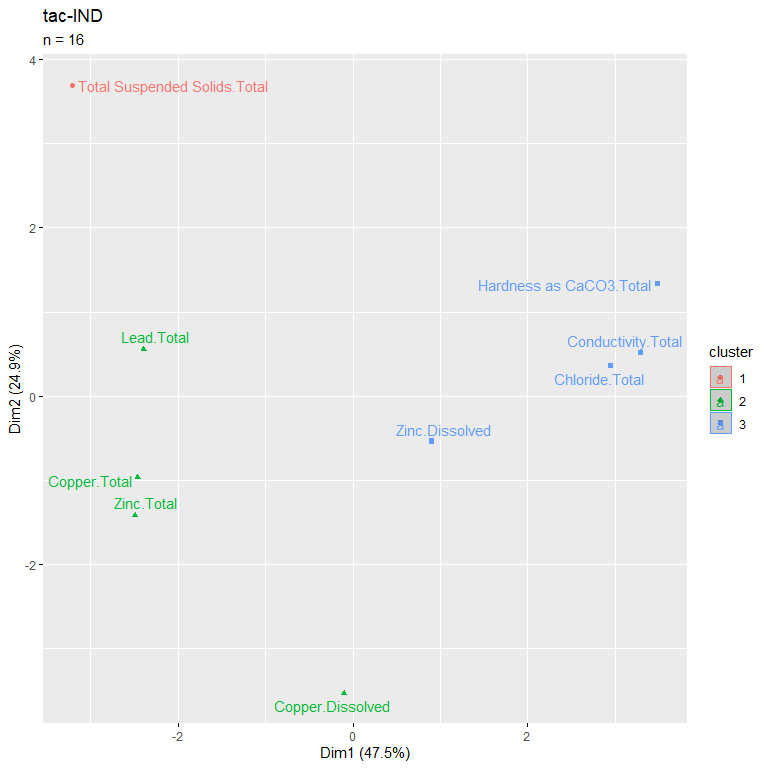 tac-IND
n = 16
4
Total Suspended Solids.Total
2
Hardness as CaCO3.Total
Lead.Total
Conductivity.Total
cluster
Chloride.Total
1
0
2
3
Zinc.Dissolved
Copper.Total
Zinc.Total
-2
Copper.Dissolved
-2
0
2
Dim1 (47.5%)
Dim2 (24.9%)